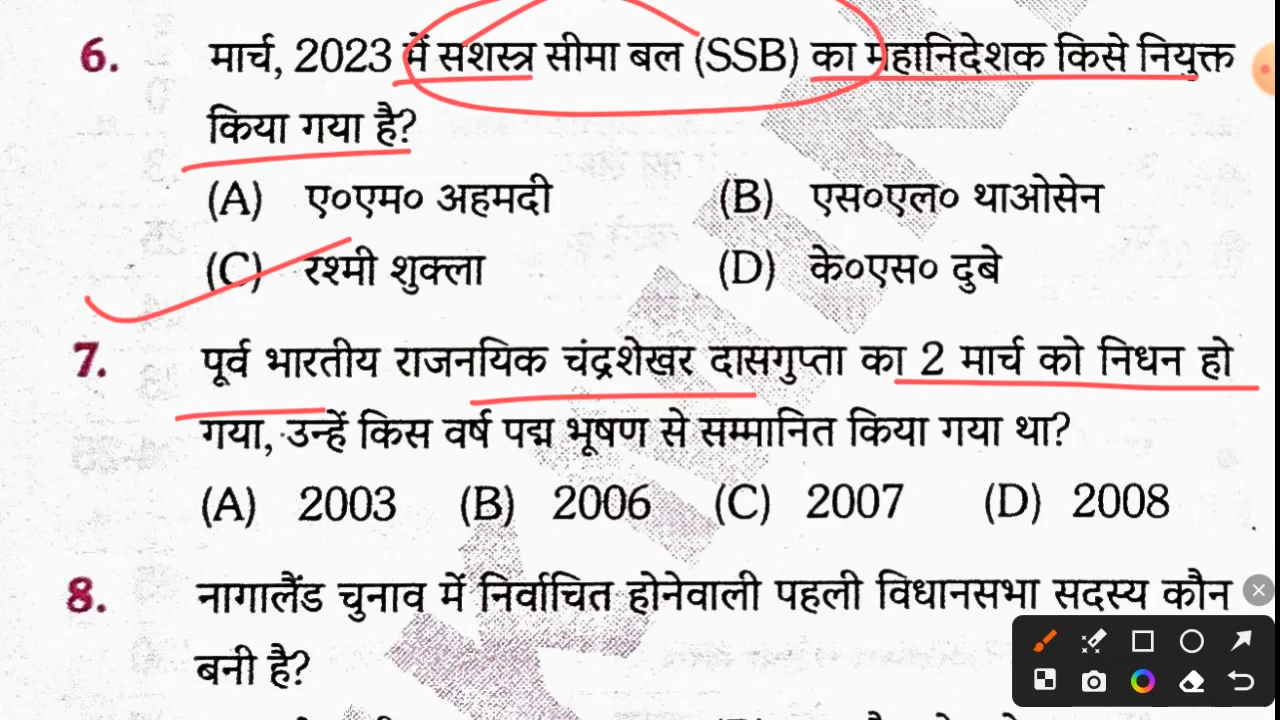 6. मार्च, 2023 में सशस्त्र सीमा बल (SSB) का महानिदेशक किसे नियुक्त
किया गया है?
(A) ए०एम० अहमदी (B) एस०एल० थाओसेन
(C) रश्मी शुक्ला (D) के०एस० दुबे
7. पूर्व भारतीय राजनयिक चंद्रशेखर दासगुप्ता का 2 मार्च को निधन हो
गया, उन्हें किस वर्ष पद्म भूषण से सम्मानित किया गया था?
(A) 2003 (B) 2006 (C) 2007 (D) 2008
8. नागालैंड चुनाव में निर्वाचित होनेवाली पहली विधानसभा सदस्य कौन
बनी है?